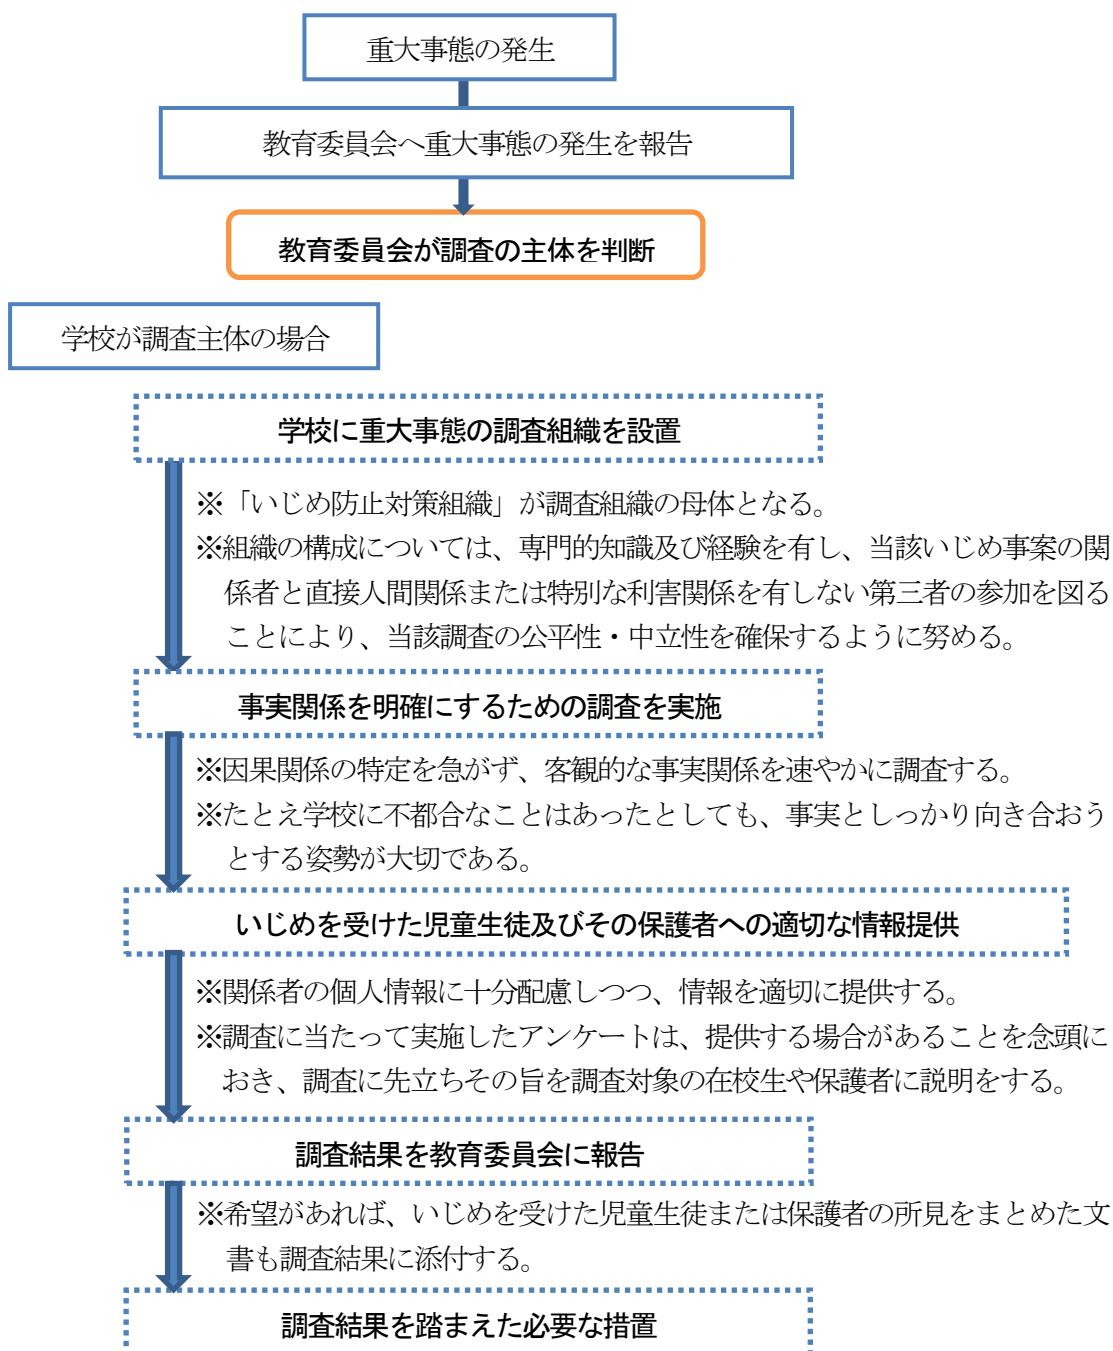 重大事態の発生
教育委員会へ重大事態の発生を報告
教育委員会が調査の主体を判断
学校が調査主体の場合
学校に重大事態の調査組織を設置
※「いじめ防止対策組織」が調査組織の母体となる。
※組織の構成については、専門的知識及び経験を有し、当該いじめ事案の関
係者と直接人間関係または特別な利害関係を有しない第三者の参加を図る
ことにより、当該調査の公平性・中立性を確保するように努める。
事実関係を明確にするための調査を実施
※因果関係の特定を急がず、客観的な事実関係を速やかに調査する。
※たとえ学校に不都合なことはあったとしても、事実としっかり向き合おう
とする姿勢が大切である。
いじめを受けた児童生徒及びその保護者への適切な情報提供
※関係者の個人情報に十分配慮しつつ、情報を適切に提供する。
※調査に当たって実施したアンケートは、提供する場合があることを念頭に
おき、調査に先立ちその旨を調査対象の在校生や保護者に説明をする。
調査結果を教育委員会に報告
※希望があれば、いじめを受けた児童生徒または保護者の所見をまとめた文
書も調査結果に添付する。
調査結果を踏まえた必要な措置